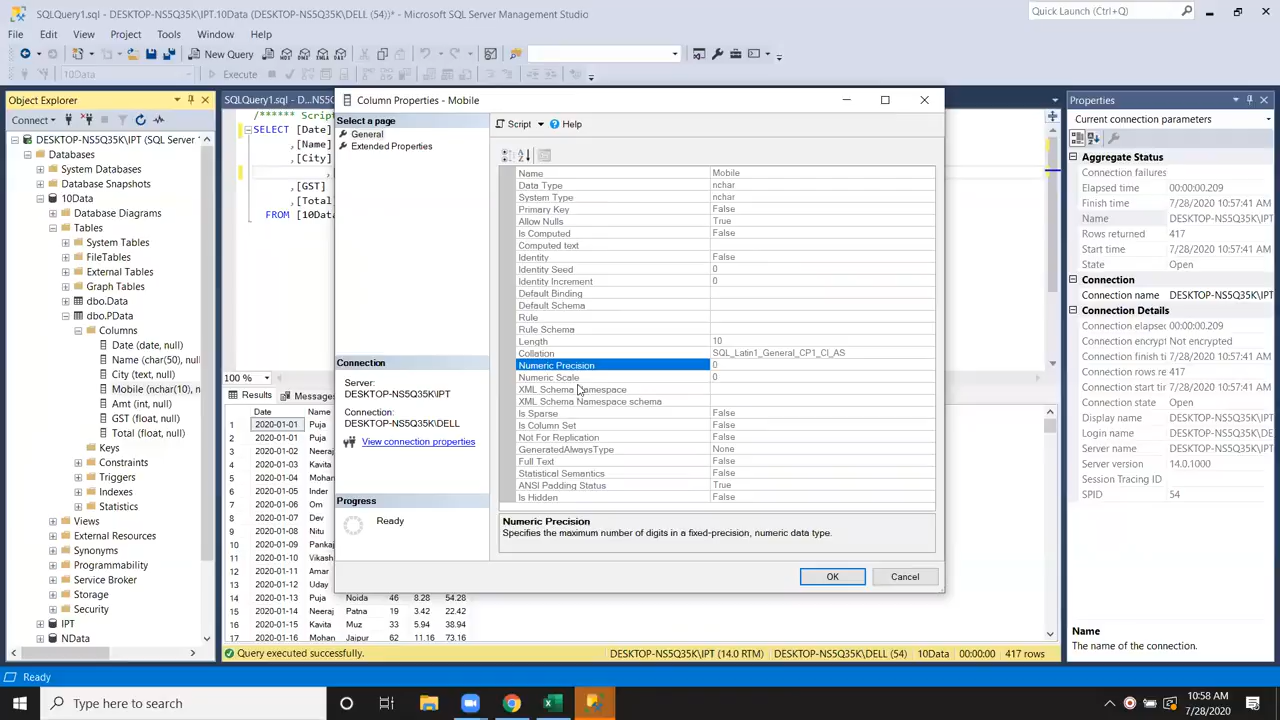 SQLQuery1.sql - DESKTOP-NS5Q35K\IPT.10Data (DESKTOP-NS5Q35K\DELL (54))* - Microsoft SQL Server Management Studio
Quick Launch (Ctrl+Q)
File Edit View Project Tools Window Help
New Query
10Data
Execute
Object Explorer
Connect
DESKTOP-NS5Q35K\IPT (SQL Server
Databases
System Databases
Database Snapshots
10Data
Database Diagrams
Tables
System Tables
FileTables
External Tables
Graph Tables
dbo.Data
dbo.PData
Columns
Date (date, null)
Name (char(50), nu
City (text, null)
Mobile (nchar(10), n
Amt (int, null)
GST (float, null)
Total (float, null)
Keys
Constraints
Triggers
Indexes
Statistics
Views
External Resources
Synonyms
Programmability
Service Broker
Storage
Security
IPT
NData
SQLQuery1.sql - D...NS5
/****** Script
SELECT [Date]
,[Name]
,[City]
,[GST]
,[Total
FROM [10Data
100 %
Results Messages
Date Name
1 2020-01-01 Puja
2 2020-01-01 Puja
3 2020-01-02 Neeraj
4 2020-01-03 Kavita
5 2020-01-04 Mohan
6 2020-01-05 Inder
7 2020-01-06 Om
8 2020-01-07 Dev
9 2020-01-08 Nitu
10 2020-01-09 Pankaj
11 2020-01-10 Vikash
12 2020-01-11 Amar
13 2020-01-12 Uday
14 2020-01-13 Puja Noida 46 8.28 54.28
15 2020-01-14 Neeraj Patna 19 3.42 22.42
16 2020-01-15 Kavita Muz 33 5.94 38.94
17 2020-01-16 Mohan Jaipur 62 11.16 73.16
Query executed successfully.
DESKTOP-NS5Q35K\IPT (14.0 RTM) DESKTOP-NS5Q35K\DELL (54) 10Data 00:00:00 417 rows
Column Properties - Mobile
Select a page
General
Extended Properties
Connection
Server:
DESKTOP-NS5Q35K\IPT
Connection:
DESKTOP-NS5Q35K\DELL
View connection properties
Progress
Ready
Script Help
Name Mobile
Data Type nchar
System Type nchar
Primary Key False
Allow Nulls True
Is Computed False
Computed text
Identity False
Identity Seed 0
Identity Increment 0
Default Binding
Default Schema
Rule
Rule Schema
Length 10
Collation SQL_Latin1_General_CP1_CI_AS
Numeric Precision 0
Numeric Scale 0
XML Schema Namespace
XML Schema Namespace schema
Is Sparse False
Is Column Set False
Not For Replication False
GeneratedAlwaysType None
Full Text False
Statistical Semantics False
ANSI Padding Status True
Is Hidden False
Numeric Precision
Specifies the maximum number of digits in a fixed-precision, numeric data type.
OK Cancel
Properties
Current connection parameters
Aggregate Status
Connection failures
Elapsed time 00:00:00.209
Finish time 7/28/2020 10:57:41 AM
Name DESKTOP-NS5Q35K\IPT
Rows returned 417
Start time 7/28/2020 10:57:41 AM
State Open
Connection
Connection name DESKTOP-NS5Q35K\IPT
Connection Details
Connection elapsed 00:00:00.209
Connection encrypt Not encrypted
Connection finish ti 7/28/2020 10:57:41 AM
Connection rows re 417
Connection start tim 7/28/2020 10:57:41 AM
Connection state Open
Display name DESKTOP-NS5Q35K\IPT
Login name DESKTOP-NS5Q35K\DE
Server name DESKTOP-NS5Q35K\IPT
Server version 14.0.1000
Session Tracing ID
SPID 54
Name
The name of the connection.
Ready
Type here to search
10:58 AM
7/28/2020